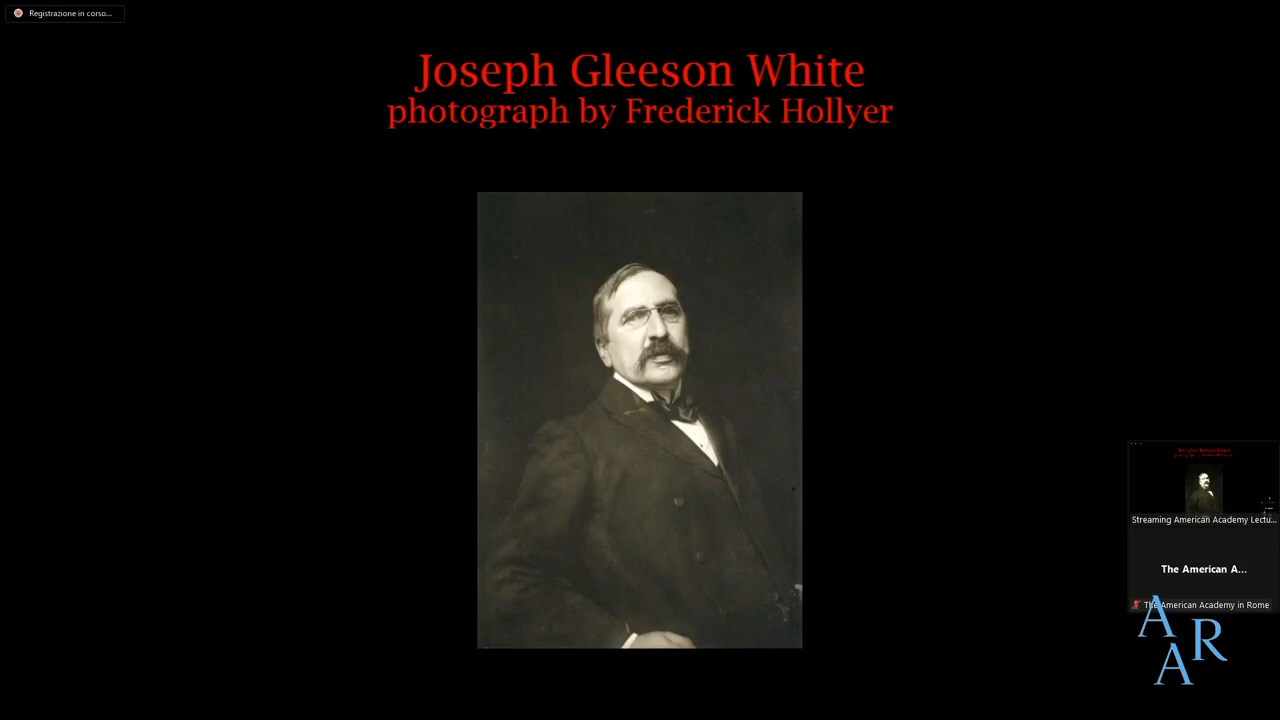 Registrazione in corso...
Joseph Gleeson White
photograph by Frederick Hollyer
Streaming American Academy Lectu...
The American A...
The American Academy in Rome
A
R
A